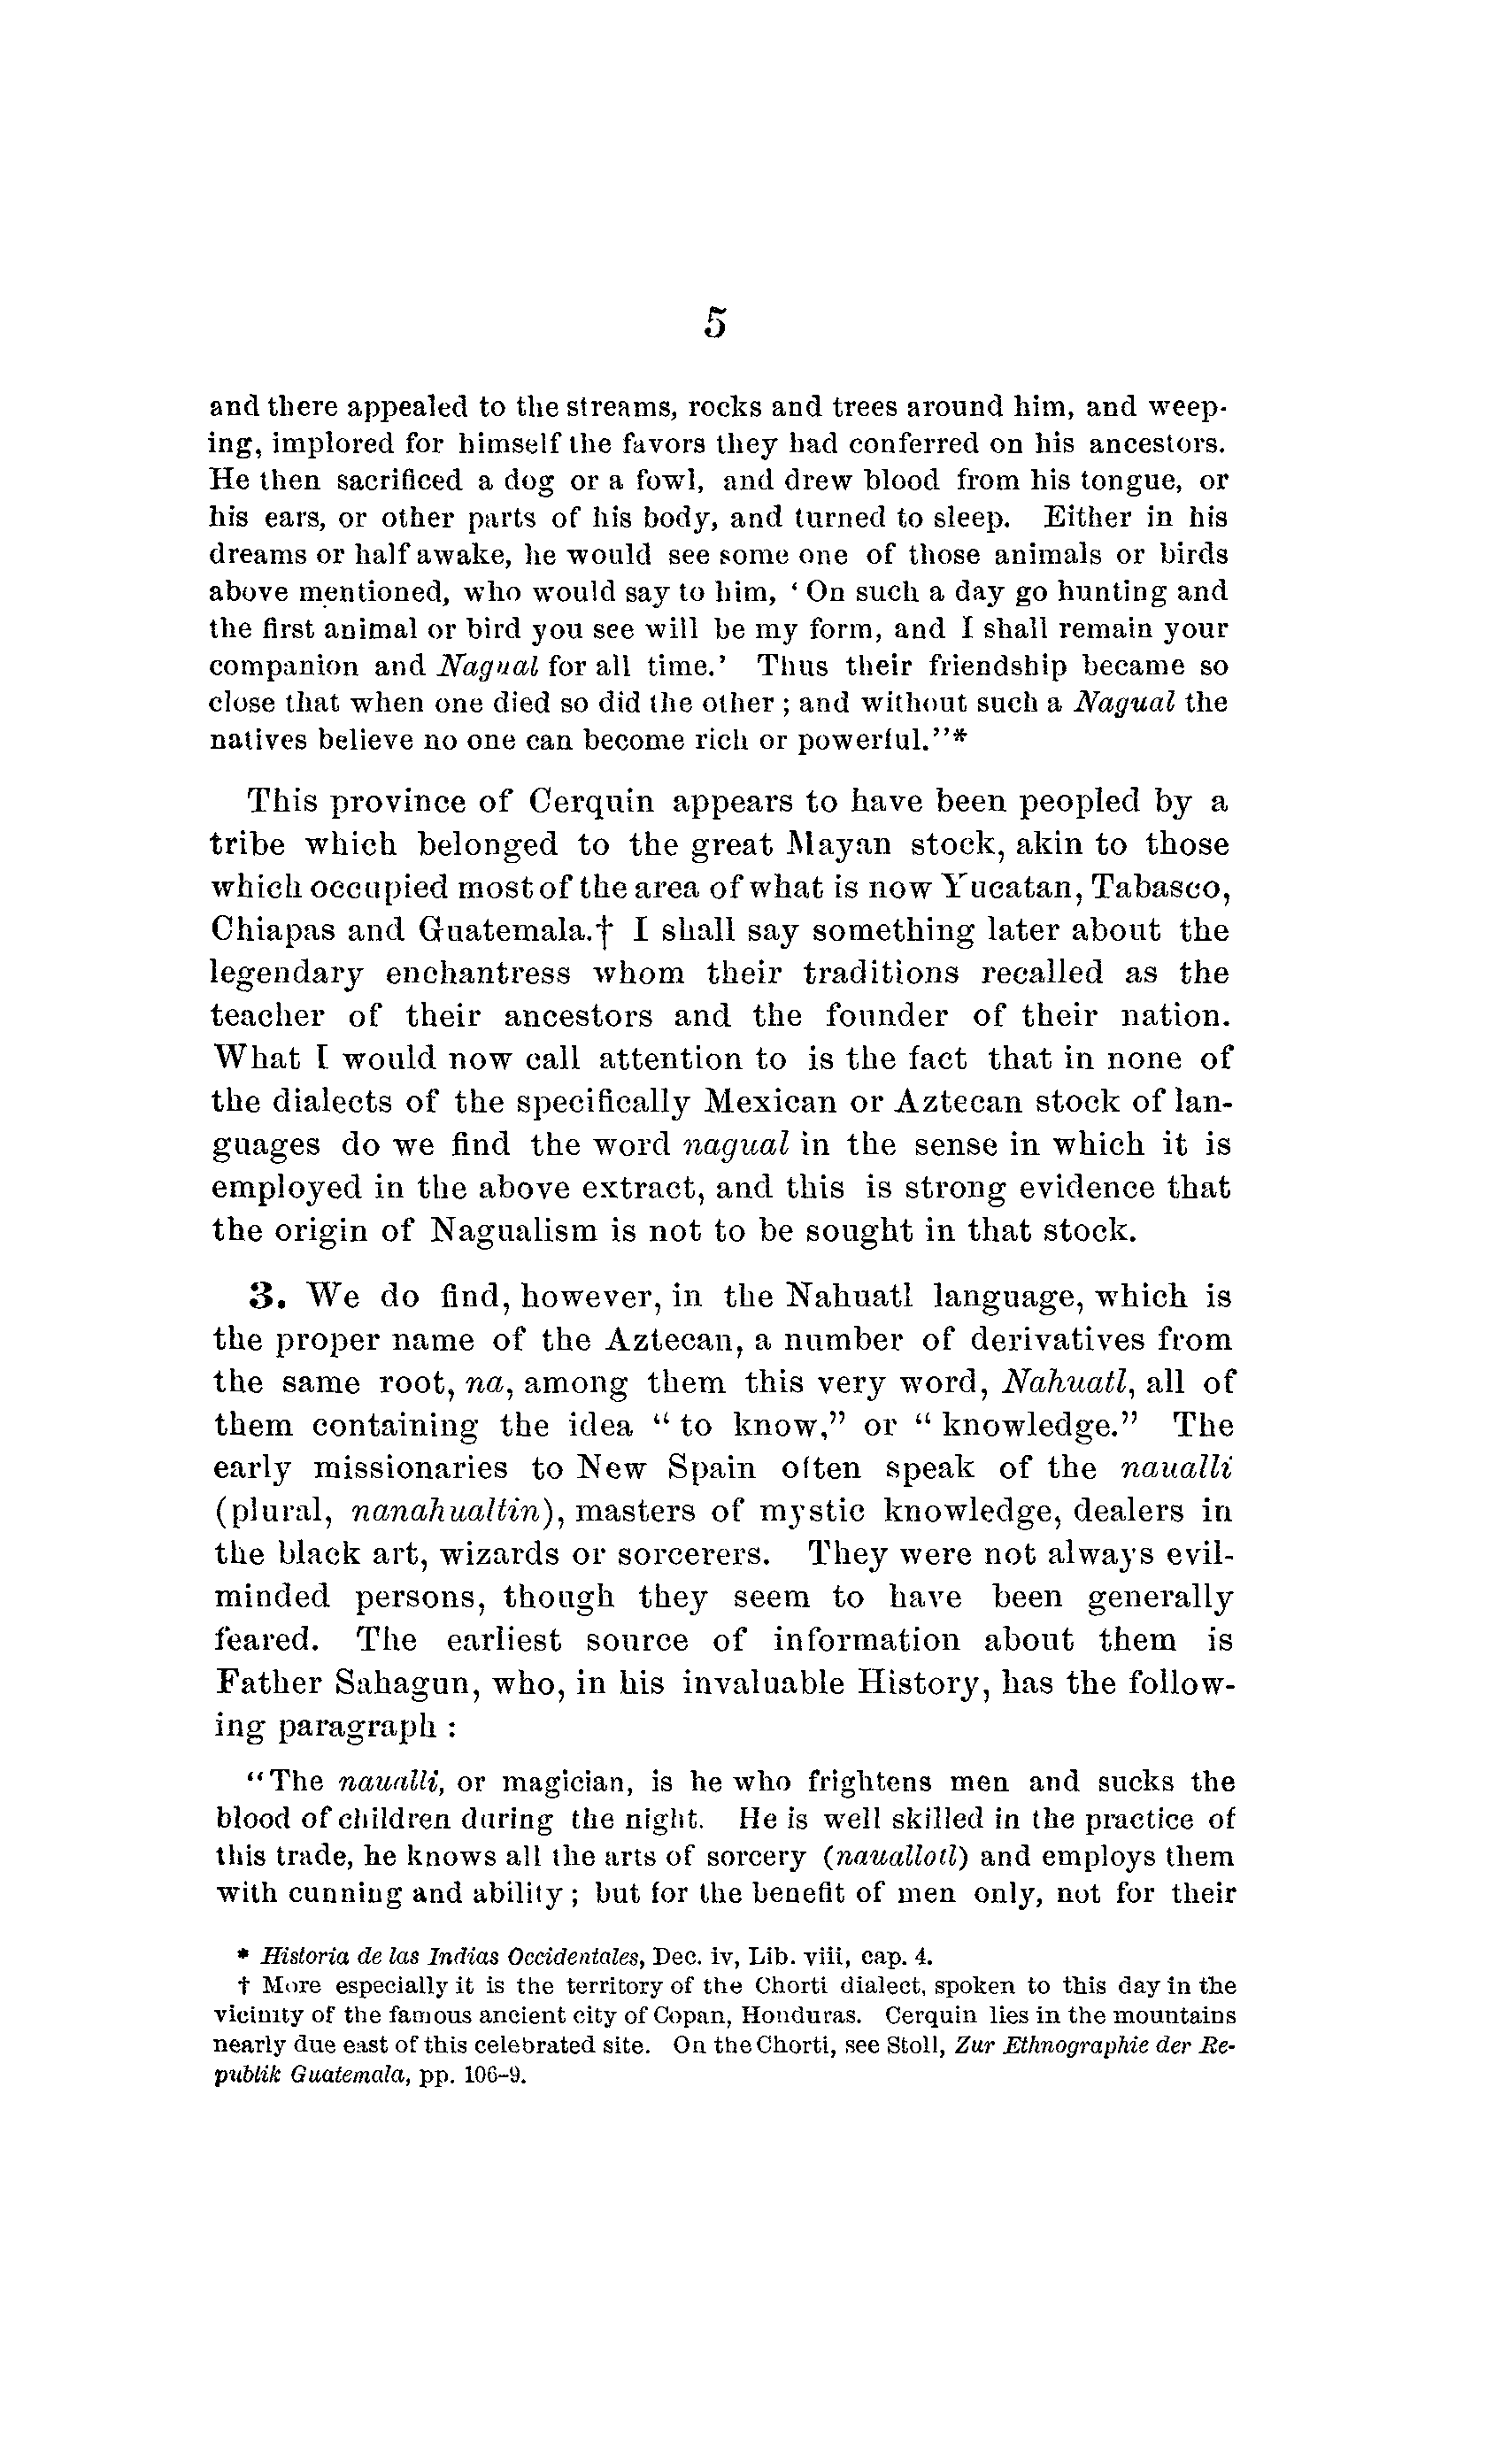 5
and there appealed to the streams, rocks and trees around him, and weep-
ing, implored for himself the favors they had conferred on his ancestors.
He then sacrificed a dog or a fowl, and drew blood from his tongue, or
his ears, or other parts of his body, and turned to sleep. Either in his
dreams or half awake, he would see some one of those animals or birds
above mentioned, who would say to him, ‘On such a day go hunting and
the first animal or bird you see will be my form, and I shall remain your
companion and Nagual for all time.’ Thus their friendship became so
close that when one died so did the other; and without such a Nagual the
natives believe no one can become rich or powerful.”*
This province of Cerquin appears to have been peopled by a
tribe which belonged to the great Mayan stock, akin to those
which occupied most of the area of what is now Yucatan, Tabasco,
Chiapas and Guatemala.† I shall say something later about the
legendary enchantress whom their traditions recalled as the
teacher of their ancestors and the founder of their nation.
What I would now call attention to is the fact that in none of
the dialects of the specifically Mexican or Aztecan stock of lan-
guages do we find the word nagual in the sense in which it is
employed in the above extract, and this is strong evidence that
the origin of Nagualism is not to be sought in that stock.
3. We do find, however, in the Nahuatl language, which is
the proper name of the Aztecan, a number of derivatives from
the same root, na, among them this very word, Nahuatl, all of
them containing the idea “to know,” or “knowledge.” The
early missionaries to New Spain often speak of the naualli
(plural, nanahualtin), masters of mystic knowledge, dealers in
the black art, wizards or sorcerers. They were not always evil-
minded persons, though they seem to have been generally
feared. The earliest source of information about them is
Father Sahagun, who, in his invaluable History, has the follow-
ing paragraph:
“The naualli, or magician, is he who frightens men and sucks the
blood of children during the night. He is well skilled in the practice of
this trade, he knows all the arts of sorcery (nauallotl) and employs them
with cunning and ability; but for the benefit of men only, not for their
* Historia de las Indias Occidentales, Dec. iv, Lib. viii, cap. 4.
† More especially it is the territory of the Chorti dialect, spoken to this day in the
vicinity of the famous ancient city of Copan, Honduras. Cerquin lies in the mountains
nearly due east of this celebrated site. On the Chorti, see Stoll, Zur Ethnographie der Re-
publik Guatemala, pp. 106-9.